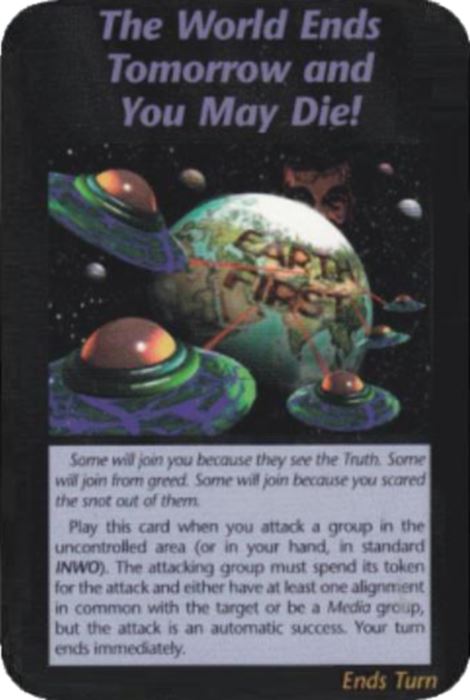 The World Ends
Tomorrow and
You May Die!
EARTH
FIRST
Some will join you because they see the Truth. Some
will join from greed. Some will join because you scared
the snot out of them.
Play this card when you attack a group in the
uncontrolled area (or in your hand, in standard
INWO). The attacking group must spend its token
for the attack and either have at least one alignment
in common with the target or be a Media group,
but the attack is an automatic success. Your turn
ends immediately.
Ends Turn